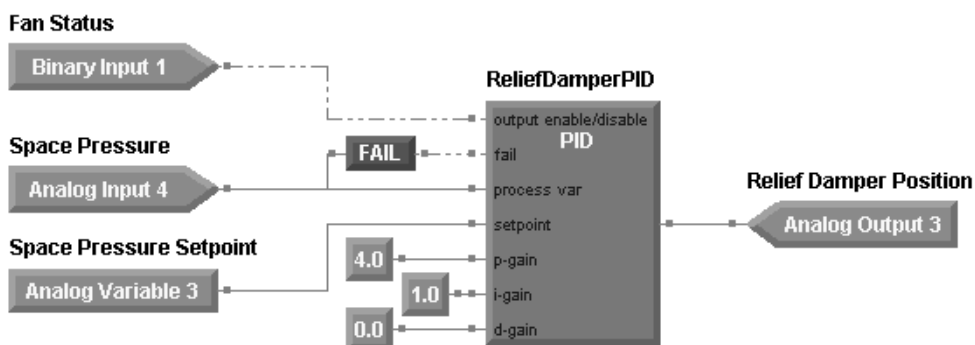 Fan Status
Binary Input 1
ReliefDamperPID
output enable/disable
PID
Space Pressure
FAIL
fail
Analog Input 4
process var
Relief Damper Position
setpoint
Analog Output 3
Space Pressure Setpoint
4.0
p-gain
Analog Variable 3
1.0
i-gain
0.0
d-gain